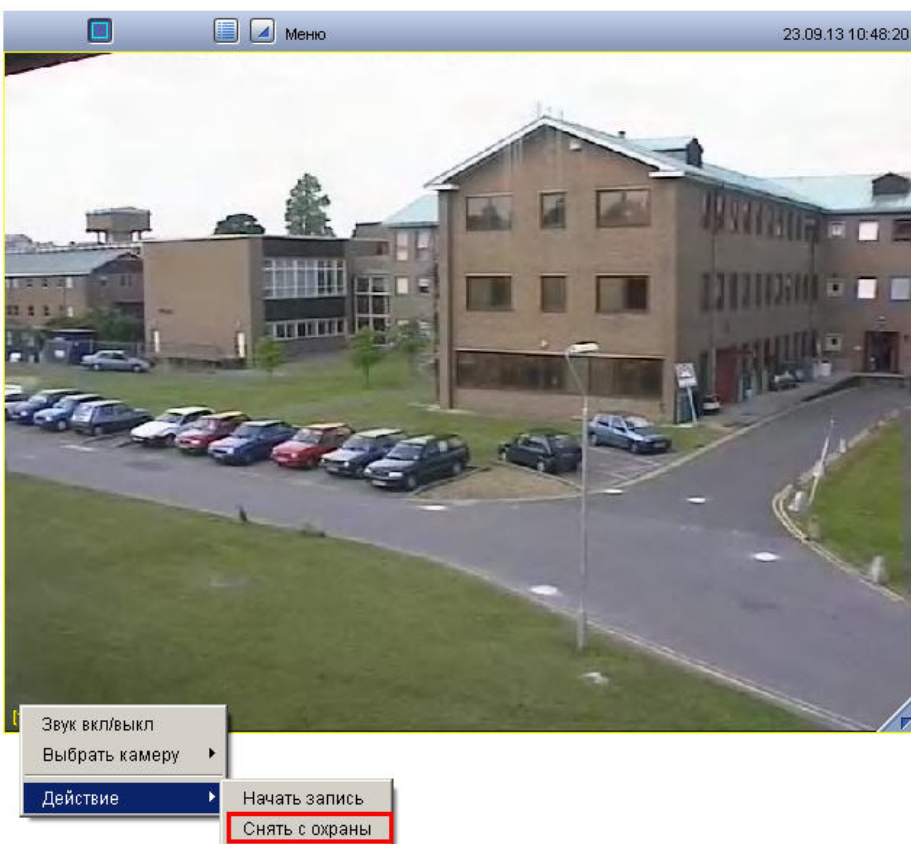 Меню
23.09.13 10:48:20
Звук вкл/выкл
Выбрать камеру
Действие
Начать запись
Снять с охраны